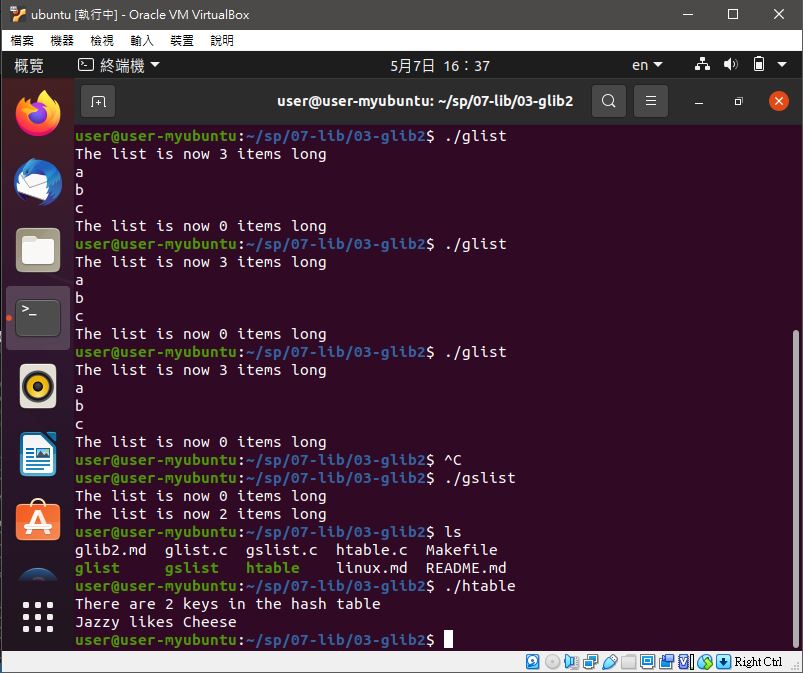 ubuntu [執行中] - Oracle VM VirtualBox
檔案 機器 檢視 輸入 裝置 說明
概覽 終端機 5月7日 16：37 en
user@user-myubuntu: ~/sp/07-lib/03-glib2
user@user-myubuntu:~/sp/07-lib/03-glib2$ ./glist
The list is now 3 items long
a
b
c
The list is now 0 items long
user@user-myubuntu:~/sp/07-lib/03-glib2$ ./glist
The list is now 3 items long
a
b
c
The list is now 0 items long
user@user-myubuntu:~/sp/07-lib/03-glib2$ ./glist
The list is now 3 items long
a
b
c
The list is now 0 items long
user@user-myubuntu:~/sp/07-lib/03-glib2$ ^C
user@user-myubuntu:~/sp/07-lib/03-glib2$ ./gslist
The list is now 0 items long
The list is now 2 items long
user@user-myubuntu:~/sp/07-lib/03-glib2$ ls
glib2.md glist.c gslist.c htable.c Makefile
glist gslist htable linux.md README.md
user@user-myubuntu:~/sp/07-lib/03-glib2$ ./htable
There are 2 keys in the hash table
Jazzy likes Cheese
user@user-myubuntu:~/sp/07-lib/03-glib2$
Right Ctrl